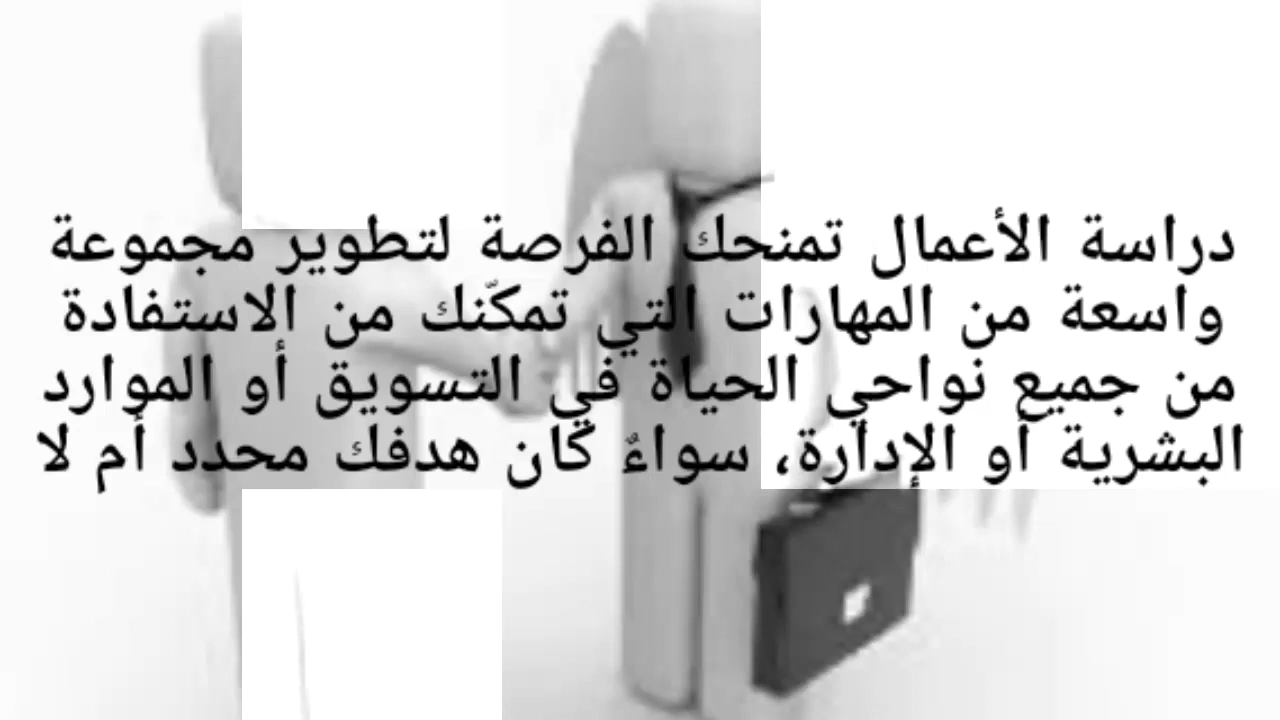 دراسة الأعمال تمنحك الفرصة لتطوير مجموعة
واسعة من المهارات التي تمكّنك من الاستفادة
من جميع نواحي الحياة في التسويق أو الموارد
البشرية أو الإدارة، سواءٌ كان هدفك محدد أم لا